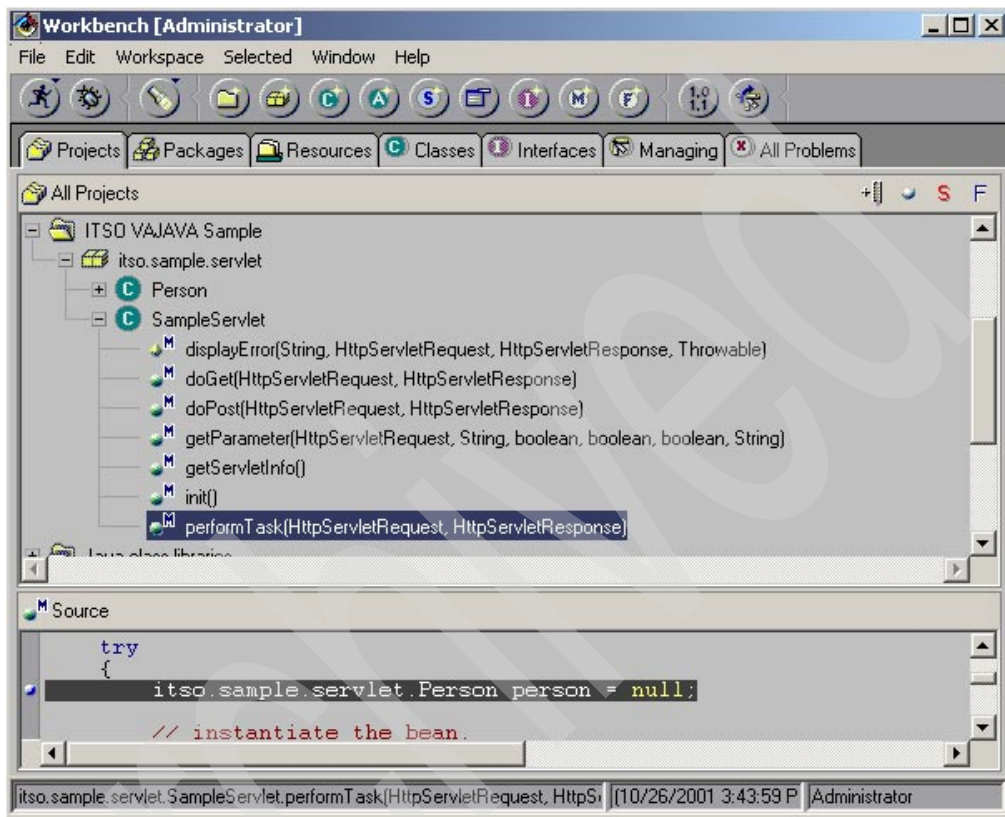 Workbench [Administrator]
File Edit Workspace Selected Window Help
Projects Packages Resources Classes Interfaces Managing All Problems
All Projects S F
ITSO VAJAVA Sample
itso.sample.servlet
C Person
C SampleServlet
M displayError(String, HttpServletRequest, HttpServletResponse, Throwable)
M doGet(HttpServletRequest, HttpServletResponse)
M doPost(HttpServletRequest, HttpServletResponse)
M getParameter(HttpServletRequest, String, boolean, boolean, boolean, String)
M getServletInfo()
M init()
M performTask(HttpServletRequest, HttpServletResponse)
Java class libraries
M Source
try
{
itso.sample.servlet.Person person = null;
// instantiate the bean.
itso.sample.servlet.SampleServlet.performTask(HttpServletRequest, HttpS (10/26/2001 3:43:59 P Administrator